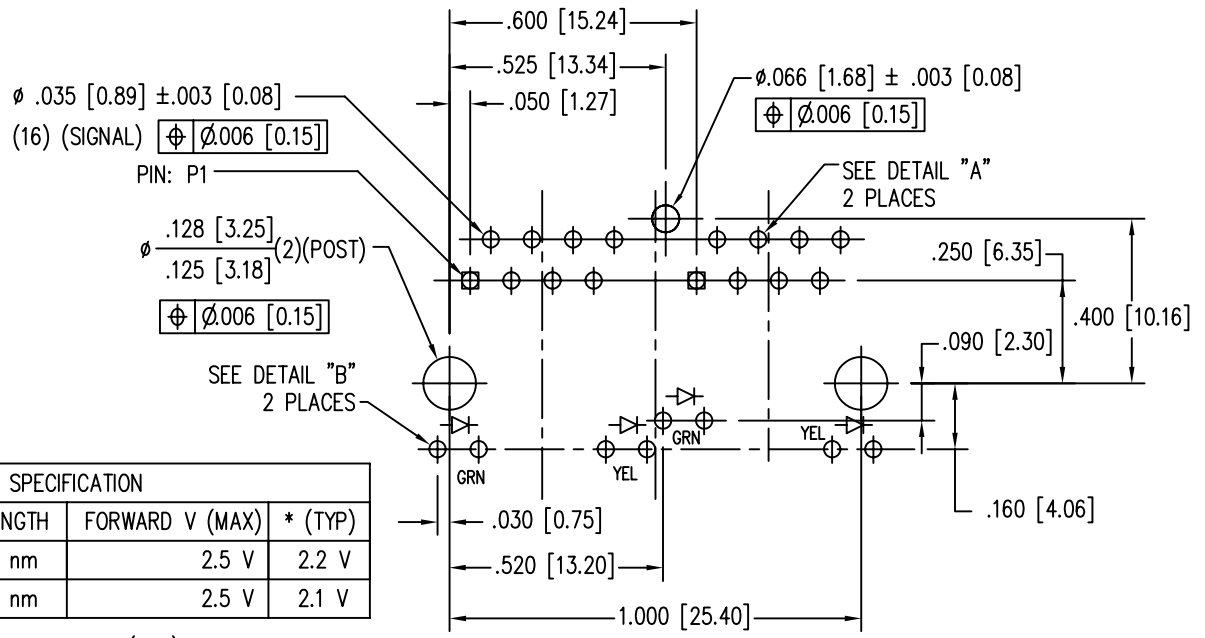 .600 [15.24]
.525 [13.34]
ø .035 [0.89] ±.003 [0.08]
.050 [1.27]
ø.066 [1.68] ± .003 [0.08]
(16) (SIGNAL) ⌖ Ø.006 [0.15]
⌖ Ø.006 [0.15]
PIN: P1
SEE DETAIL "A"
2 PLACES
ø .128 [3.25]
.125 [3.18] (2)(POST)
.250 [6.35]
⌖ Ø.006 [0.15]
.400 [10.16]
.090 [2.30]
SEE DETAIL "B"
2 PLACES
GRN
YEL
GRN
YEL
SPECIFICATION
NGTH FORWARD V (MAX) * (TYP)
nm 2.5 V 2.2 V
nm 2.5 V 2.1 V
.030 [0.75]
.160 [4.06]
.520 [13.20]
1.000 [25.40]